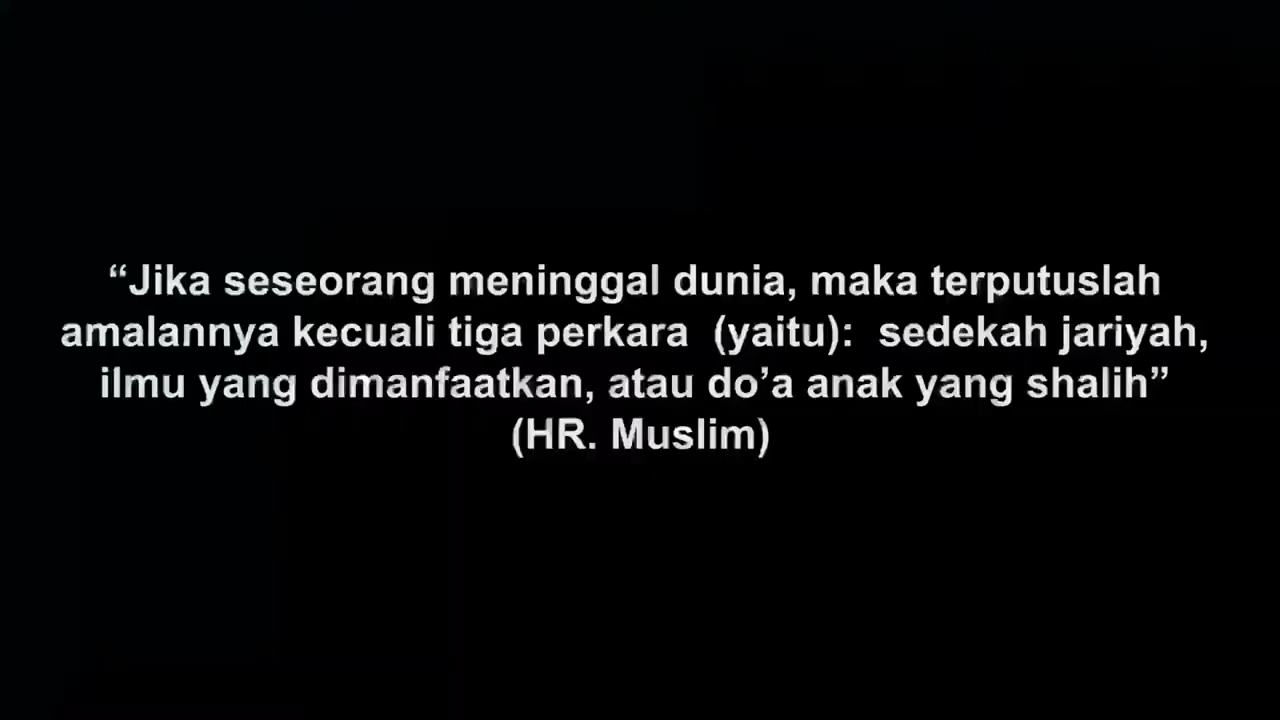 “Jika seseorang meninggal dunia, maka terputuslah
amalannya kecuali tiga perkara  (yaitu):  sedekah jariyah,
ilmu yang dimanfaatkan, atau do’a anak yang shalih”
(HR. Muslim)